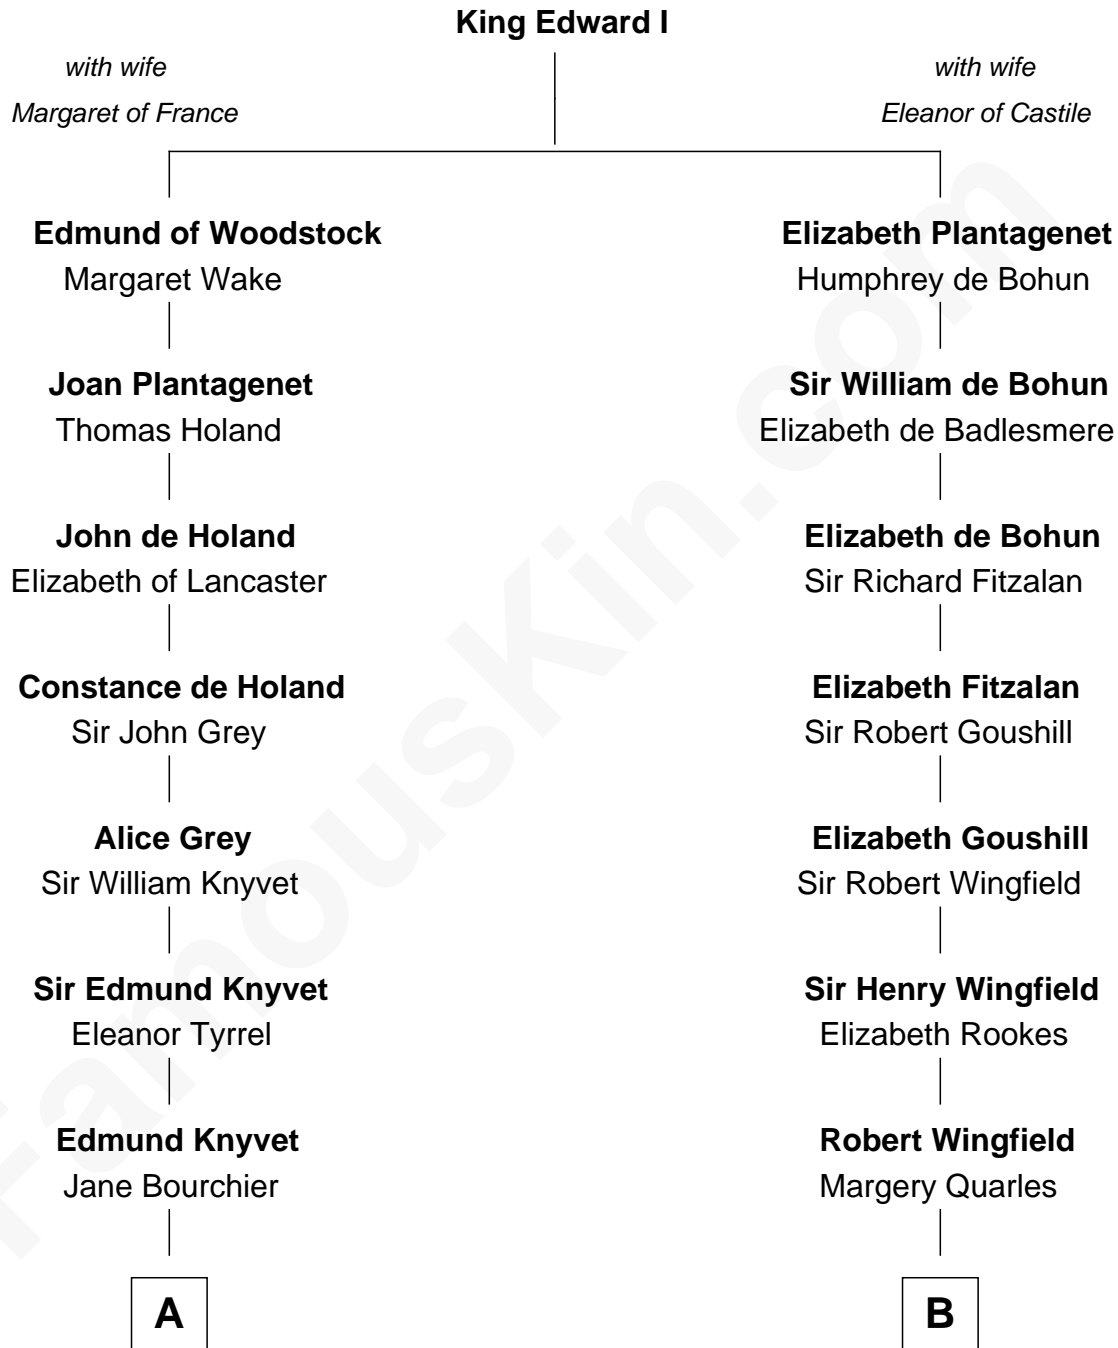 King Edward I
with wife
Margaret of France
with wife
Eleanor of Castile
Edmund of Woodstock
Margaret Wake
Elizabeth Plantagenet
Humphrey de Bohun
Joan Plantagenet
Thomas Holand
Sir William de Bohun
Elizabeth de Badlesmere
John de Holand
Elizabeth of Lancaster
Elizabeth de Bohun
Sir Richard Fitzalan
Constance de Holand
Sir John Grey
Elizabeth Fitzalan
Sir Robert Goushill
Alice Grey
Sir William Knyvet
Elizabeth Goushill
Sir Robert Wingfield
Sir Edmund Knyvet
Eleanor Tyrrel
Sir Henry Wingfield
Elizabeth Rookes
Edmund Knyvet
Jane Bourchier
Robert Wingfield
Margery Quarles
A
B
FamousKin.com